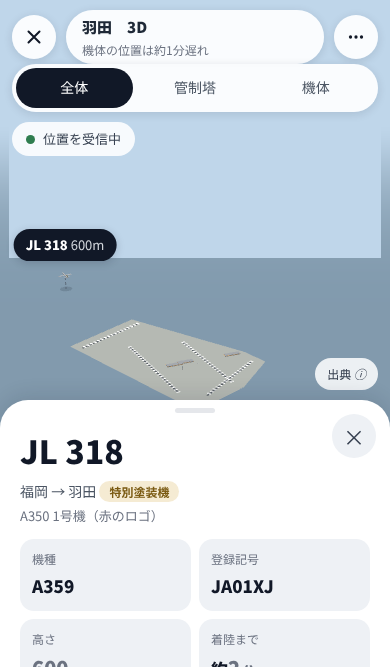 羽田 3D
機体の位置は約1分遅れ
全体 管制塔 機体
位置を受信中
JL 318 600m
出典
JL 318
福岡 → 羽田 特別塗装機
A350 1号機（赤のロゴ）
機種 登録記号
A359 JA01XJ
高さ 着陸まで
600 約2